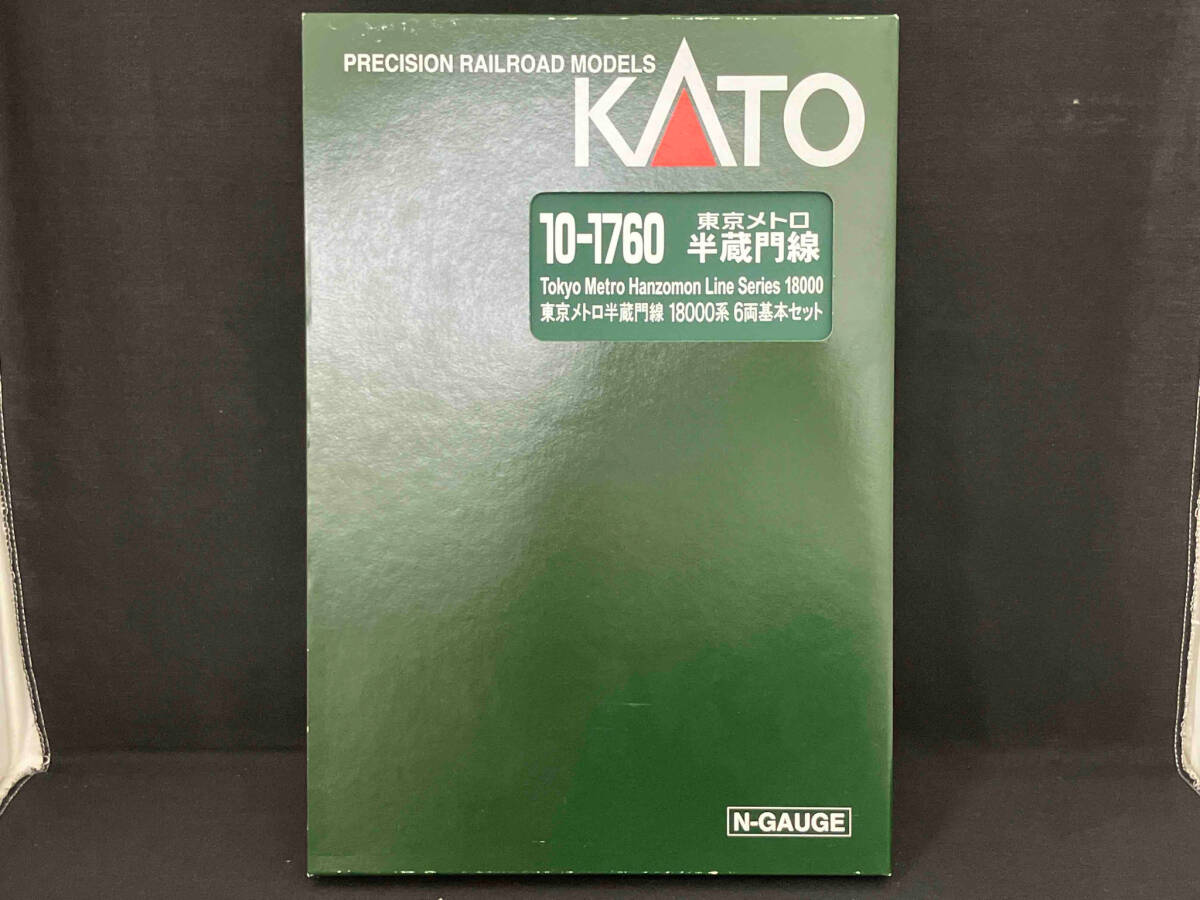 PRECISION RAILROAD MODELS
KATO
10-1760
東京メトロ
半蔵門線
Tokyo Metro Hanzomon Line Series 18000
東京メトロ半蔵門線 18000系 6両基本セット
N-GAUGE